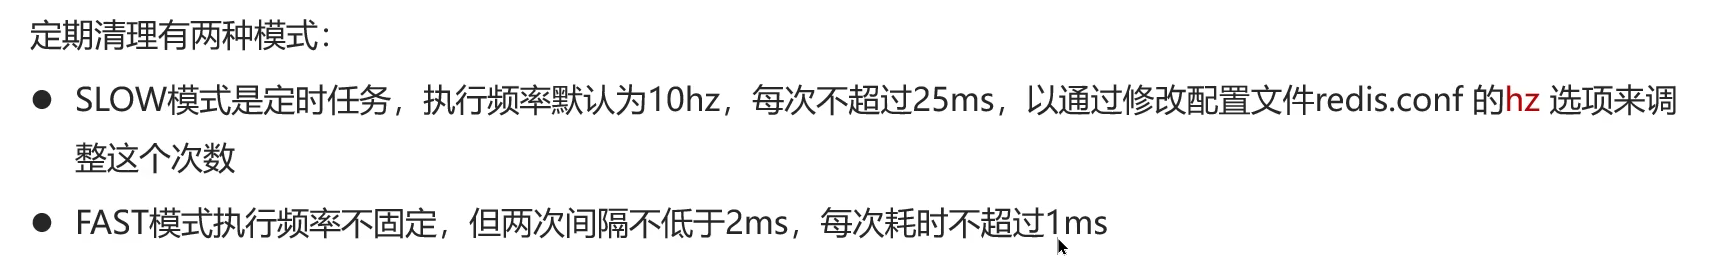 定期清理有两种模式：
● SLOW模式是定时任务，执行频率默认为10hz，每次不超过25ms，以通过修改配置文件redis.conf 的hz 选项来调
整这个次数
● FAST模式执行频率不固定，但两次间隔不低于2ms，每次耗时不超过1ms